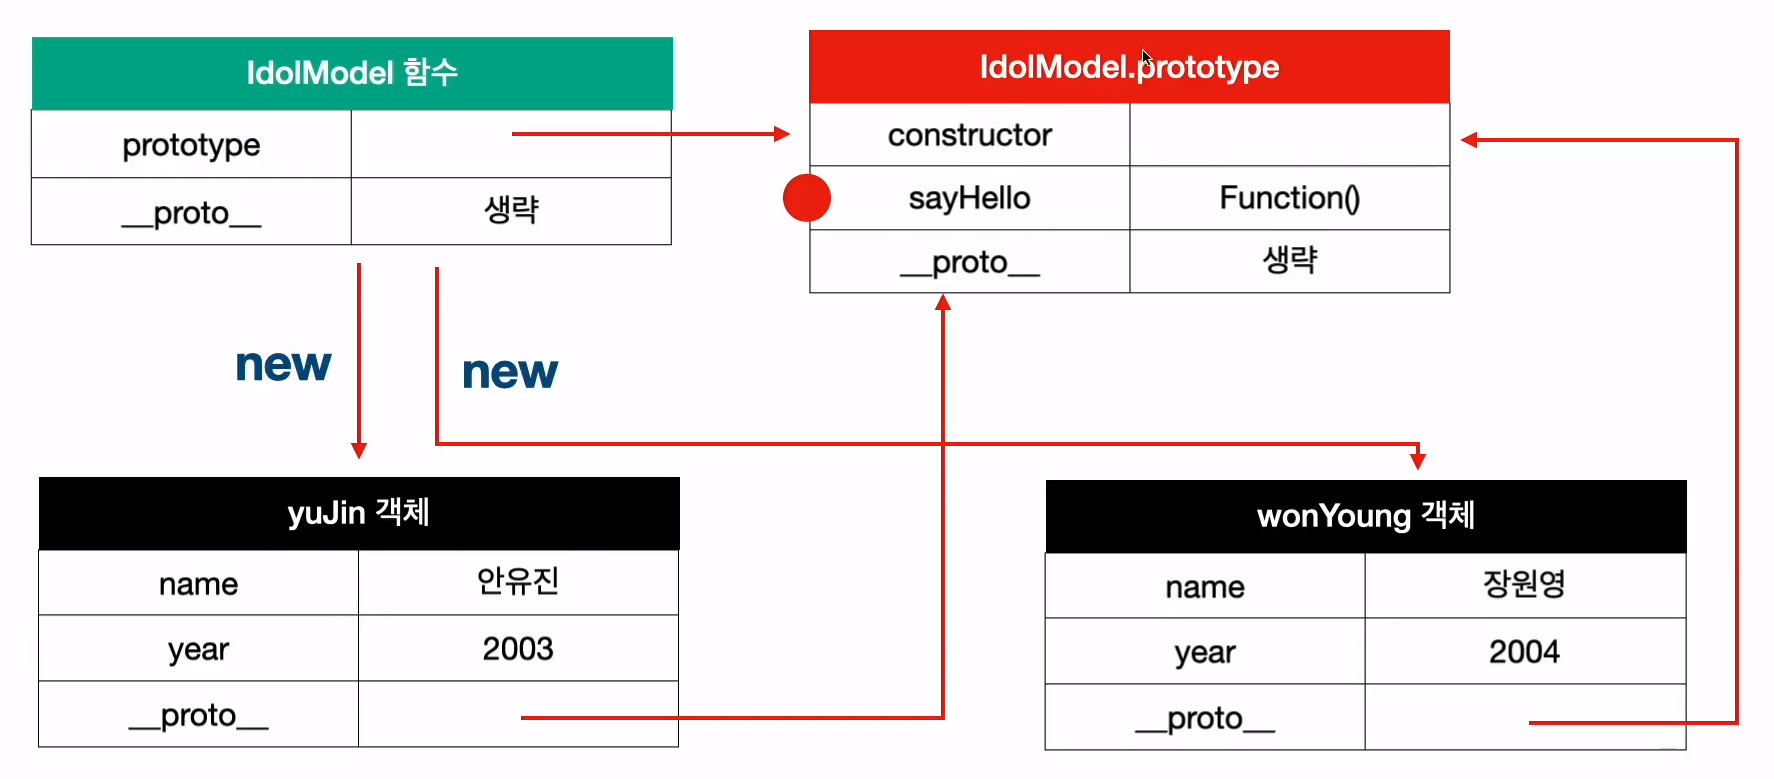 IdolModel 함수
prototype
__proto__ 생략
IdolModel.prototype
constructor
sayHello Function()
__proto__ 생략
new
new
yuJin 객체
name 안유진
year 2003
__proto__
wonYoung 객체
name 장원영
year 2004
__proto__